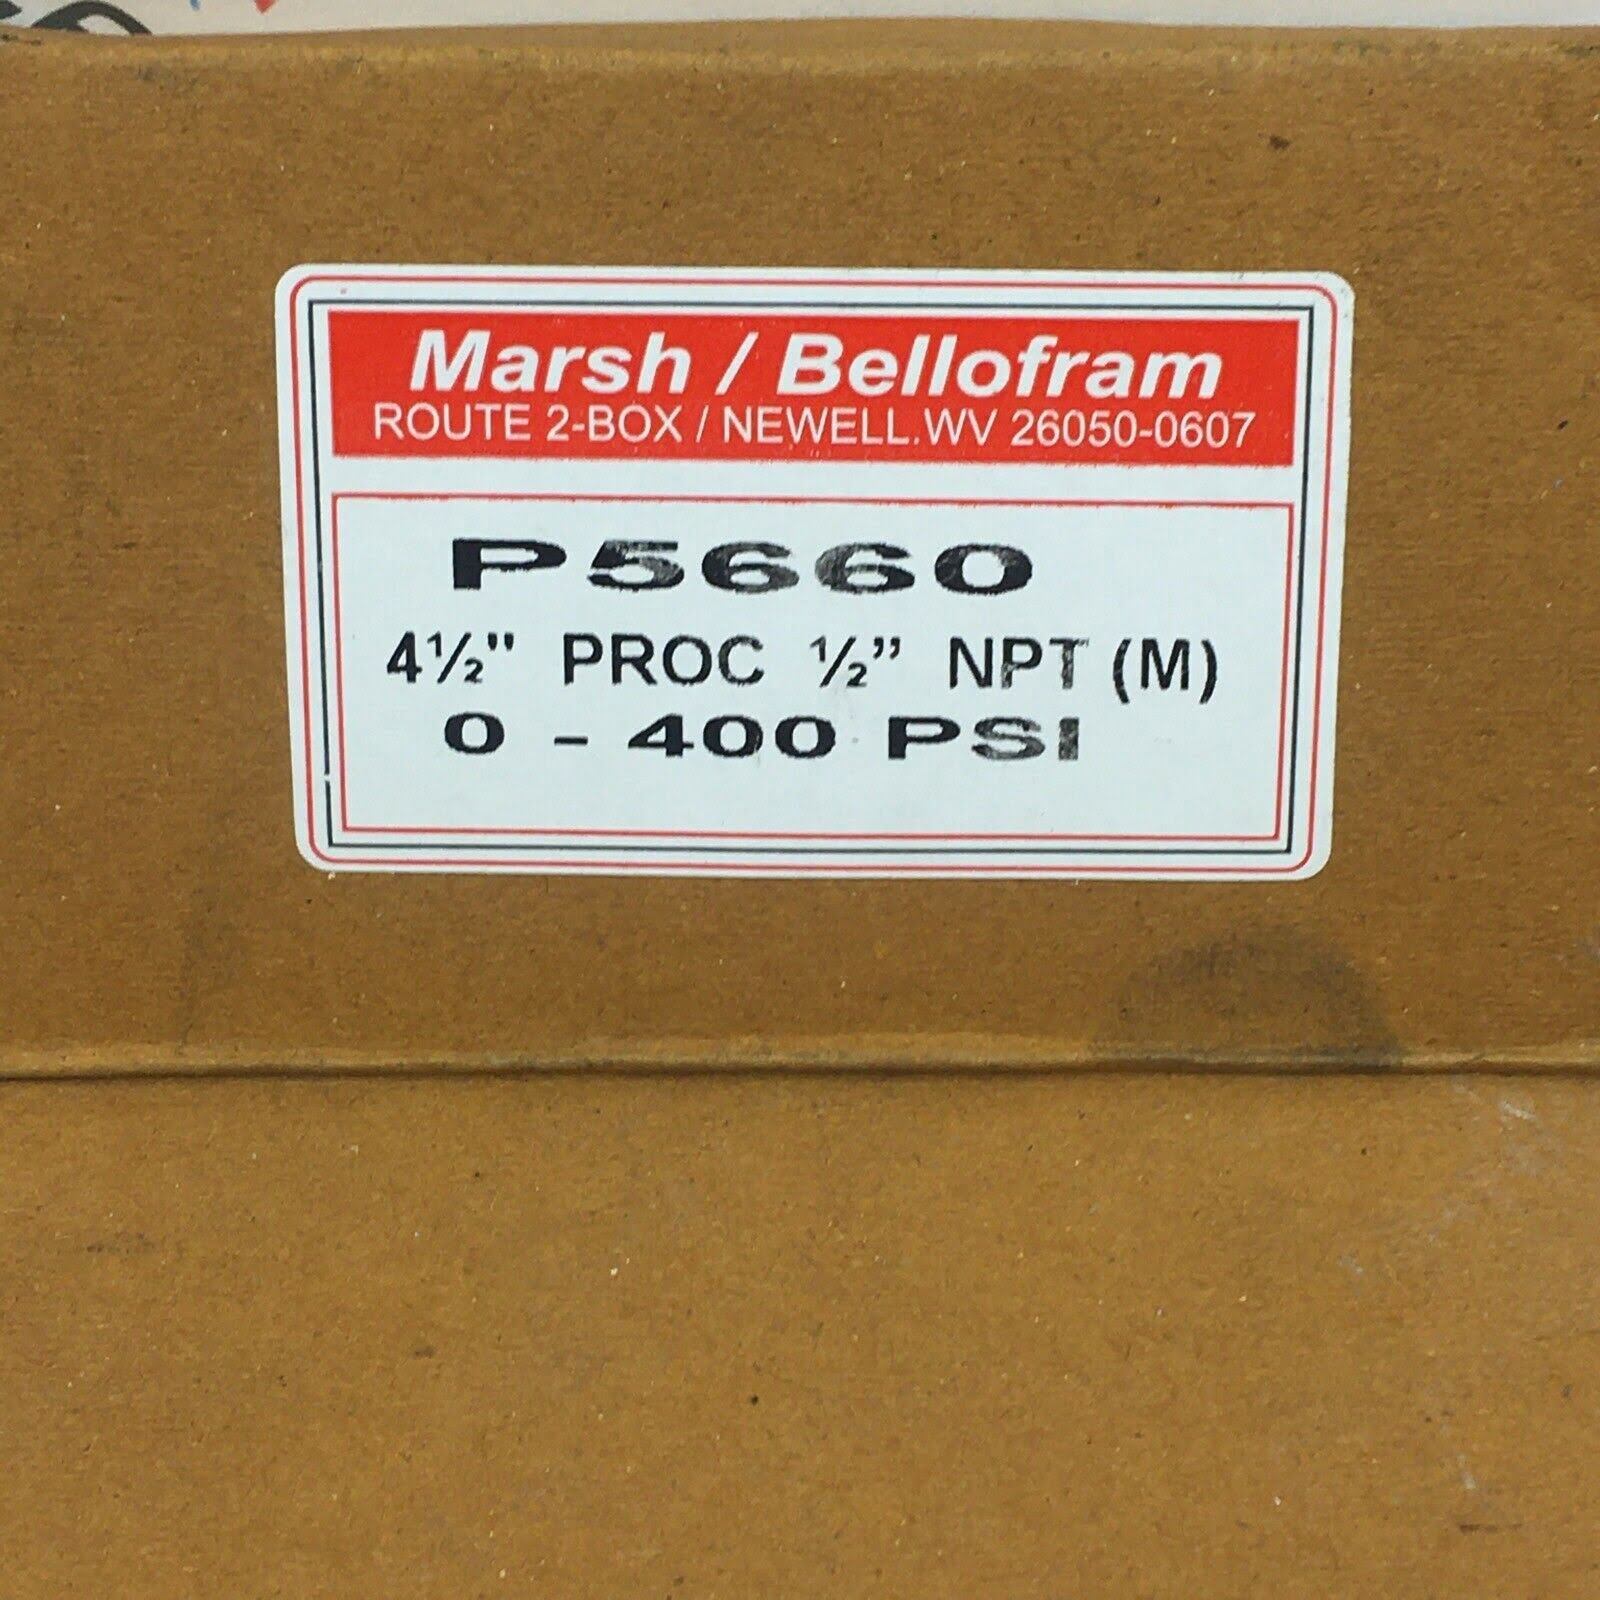 Marsh / Bellofram
ROUTE 2-BOX / NEWELL.WV 26050-0607
P5660
4½" PROC ½” NPT (M)
0 - 400 PSI